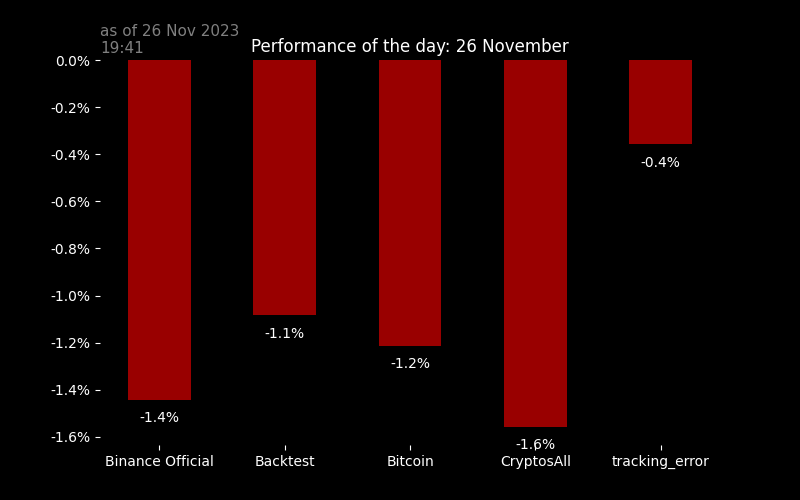 as of 26 Nov 2023
19:41
Performance of the day: 26 November
0.0%
-0.2%
-0.4%
-0.6%
-0.8%
-1.0%
-1.2%
-1.4%
-1.6%
-1.4%
-1.1%
-1.2%
-1.6%
-0.4%
Binance Official
Backtest
Bitcoin
CryptosAll
tracking_error